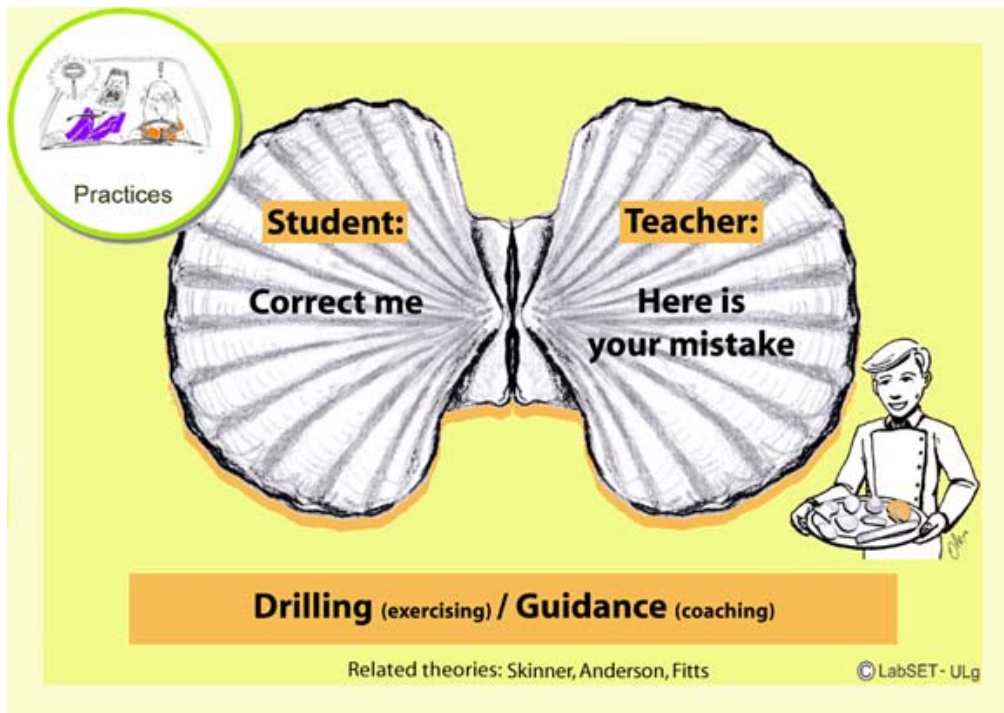 Practices
Student:
Correct me
Teacher:
Here is
your mistake
Drilling (exercising) / Guidance (coaching)
Related theories: Skinner, Anderson, Fitts
© LabSET - ULg